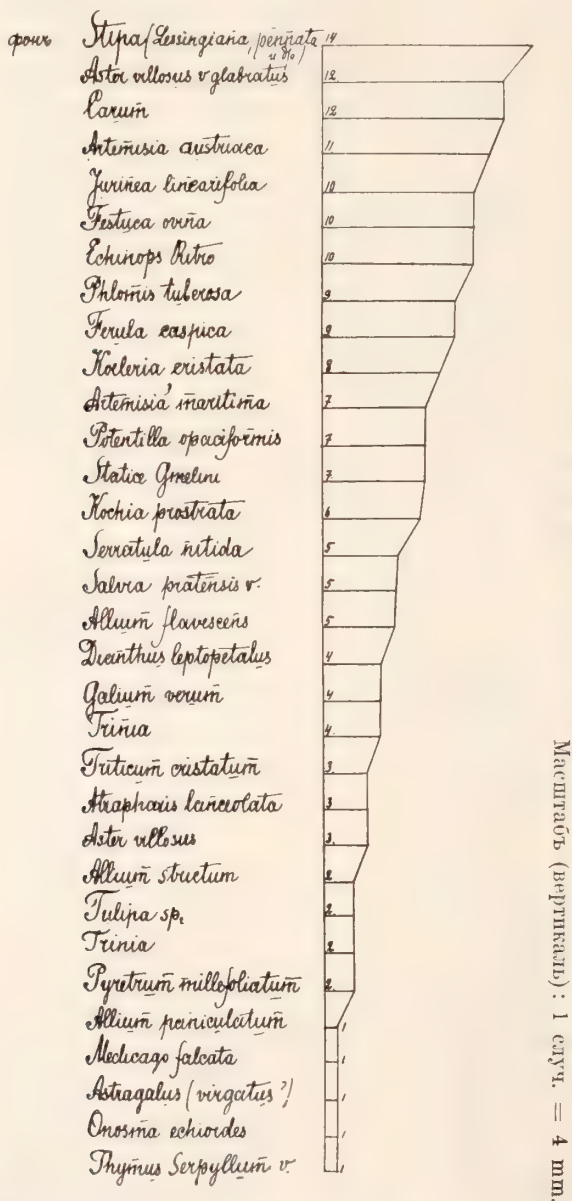 фонъ Stipa (Lessingiana, pennata 14
и др.)
Aster villosus v glabratus 12
Carum 12
Artemisia austriaca 11
Jurinea linearifolia 10
Festuca ovina 10
Echinops Ritro 10
Phlomis tuberosa 9
Ferula caspica 9
Koeleria cristata 8
Artemisia maritima 7
Potentilla opaciformis 7
Statice Gmelini 7
Kochia prostrata 6
Serratula nitida 5
Salvia pratensis v. 5
Allium flavescens 5
Dianthus leptopetalus 4
Galium verum 4
Trinia 4
Triticum cristatum 3
Atraphaxis lanceolata 3
Aster villosus 3
Allium strictum 2
Tulipa sp. 2
Trinia 2
Pyretrum millefoliatum 2
Allium paniculatum 1
Medicago falcata 1
Astragalus (virgatus?) 1
Onosma echioides 1
Thymus Serpyllum v. 1
Масштабъ (вертикаль): 1 случ. = 4 mm.